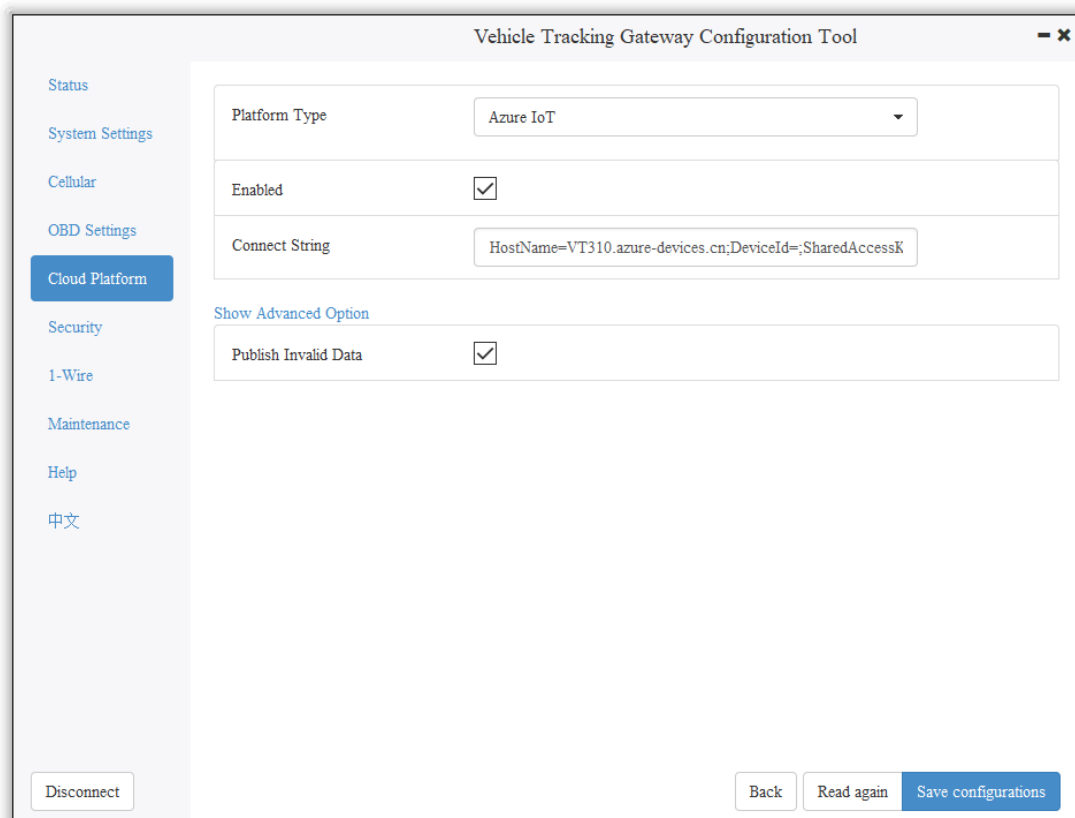 Vehicle Tracking Gateway Configuration Tool
Status
System Settings
Cellular
OBD Settings
Cloud Platform
Security
1-Wire
Maintenance
Help
中文
Platform Type
Azure IoT
Enabled
Connect String
HostName=VT310.azure-devices.cn;DeviceId=;SharedAccessK
Show Advanced Option
Publish Invalid Data
Disconnect
Back
Read again
Save configurations